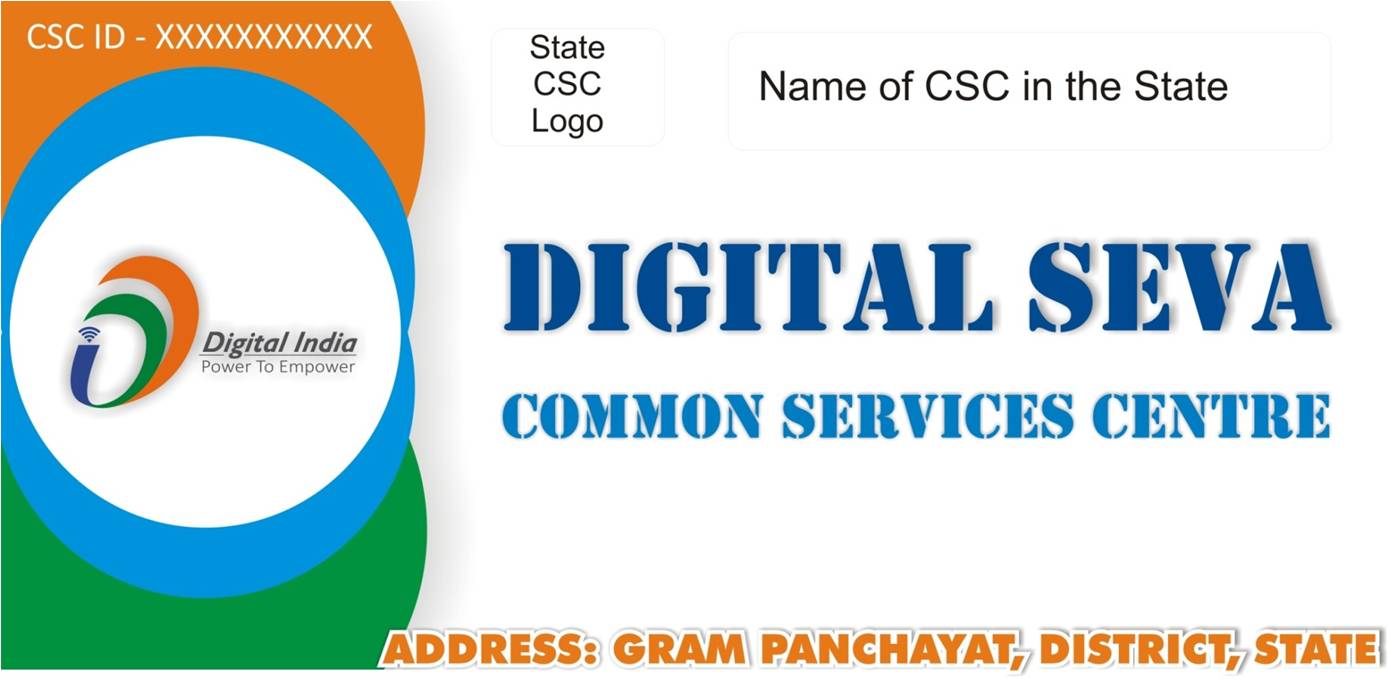 CSC ID - XXXXXXXXXXX
State
CSC
Logo
Name of CSC in the State
DIGITAL SEVA
COMMON SERVICES CENTRE
Digital India
Power To Empower
ADDRESS: GRAM PANCHAYAT, DISTRICT, STATE